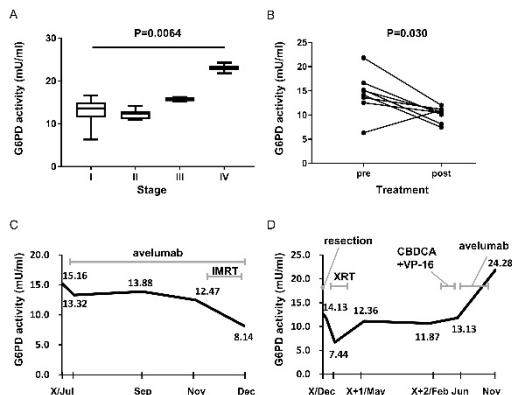 A
P=0.0064
G6PD activity (mU/ml)
30
20
10
0
I II III IV
Stage
B
P=0.030
G6PD activity (mU/ml)
25
20
15
10
5
0
pre post
Treatment
C
avelumab
IMRT
G6PD activity (mU/ml)
20.0
15.0
10.0
5.0
0.0
15.16
13.32
13.88
12.47
8.14
X/Jul Sep Nov Dec
D
resection
XRT
CBDCA
+VP-16
avelumab
G6PD activity (mU/ml)
25.0
20.0
15.0
10.0
5.0
0.0
14.13
7.44
12.36
11.87
13.13
24.28
X/Dec X+1/May X+2/Feb Jun Nov